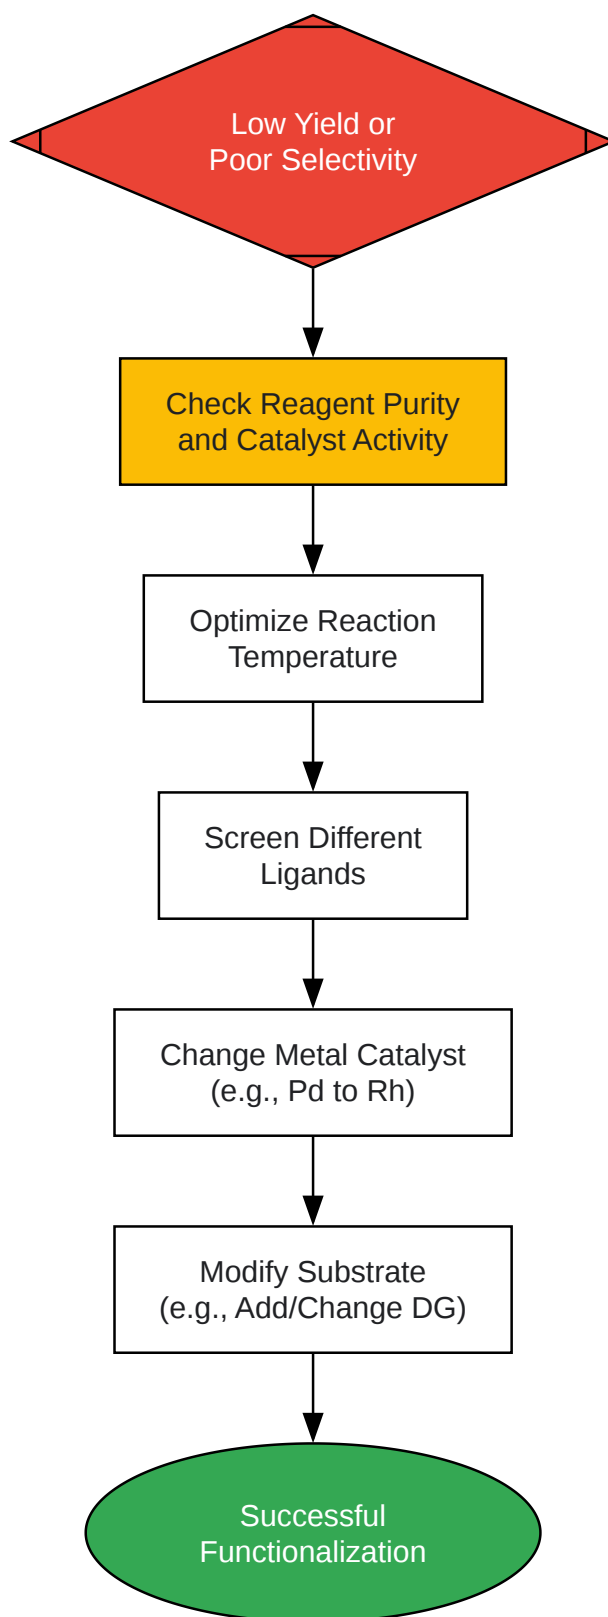 Low Yield or
Poor Selectivity
Check Reagent Purity
and Catalyst Activity
Optimize Reaction
Temperature
Screen Different
Ligands
Change Metal Catalyst
(e.g., Pd to Rh)
Modify Substrate
(e.g., Add/Change DG)
Successful
Functionalization